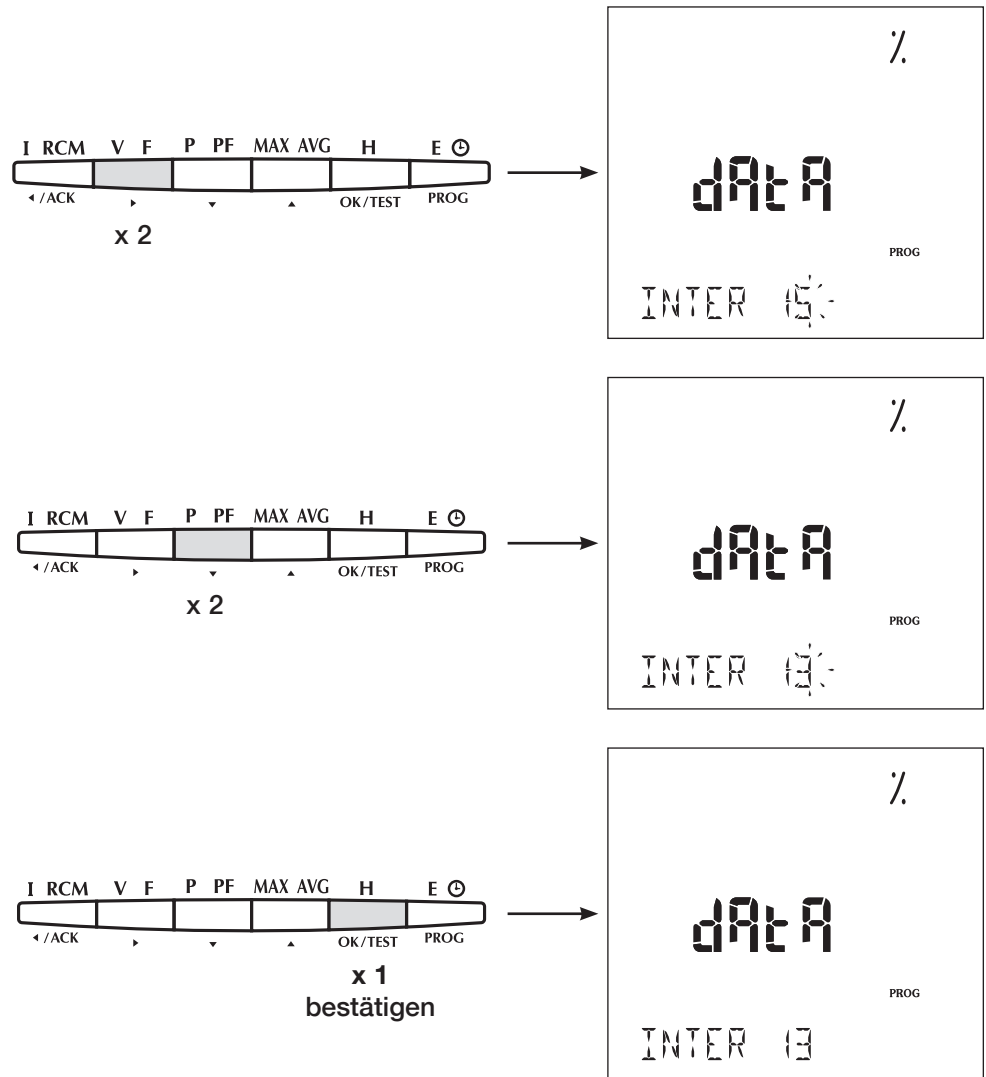 %
I RCM V F P PF MAX AVG H E
/ACK OK/TEST PROG
x 2
dAtA
PROG
INTER 15
%
I RCM V F P PF MAX AVG H E
/ACK OK/TEST PROG
x 2
dAtA
PROG
INTER 13
%
I RCM V F P PF MAX AVG H E
/ACK OK/TEST PROG
x 1
bestätigen
dAtA
PROG
INTER 13